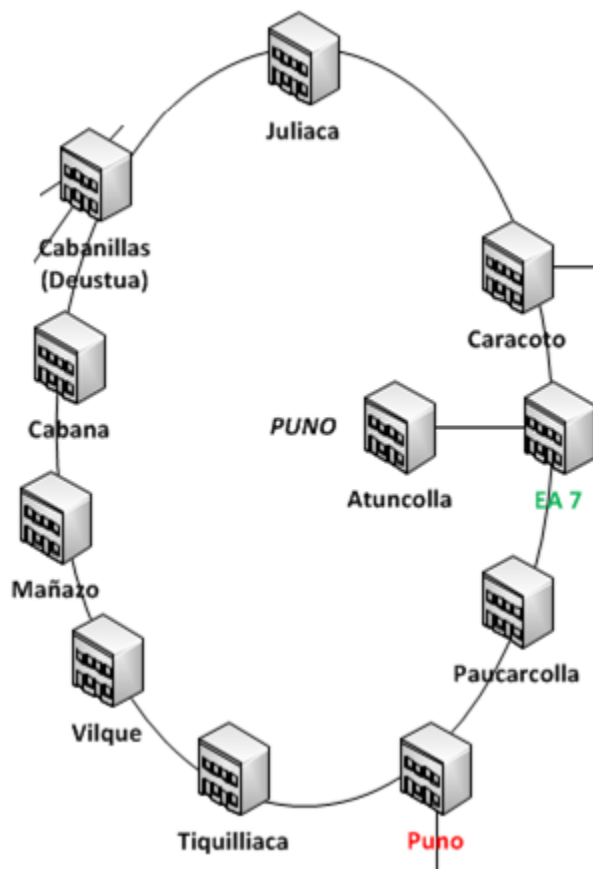 Juliaca
Cabanillas
(Deustua)
Caracoto
Cabana
PUNO
Atuncolla
EA 7
Mañazo
Paucarcolla
Vilque
Tiquilliaca
Puno